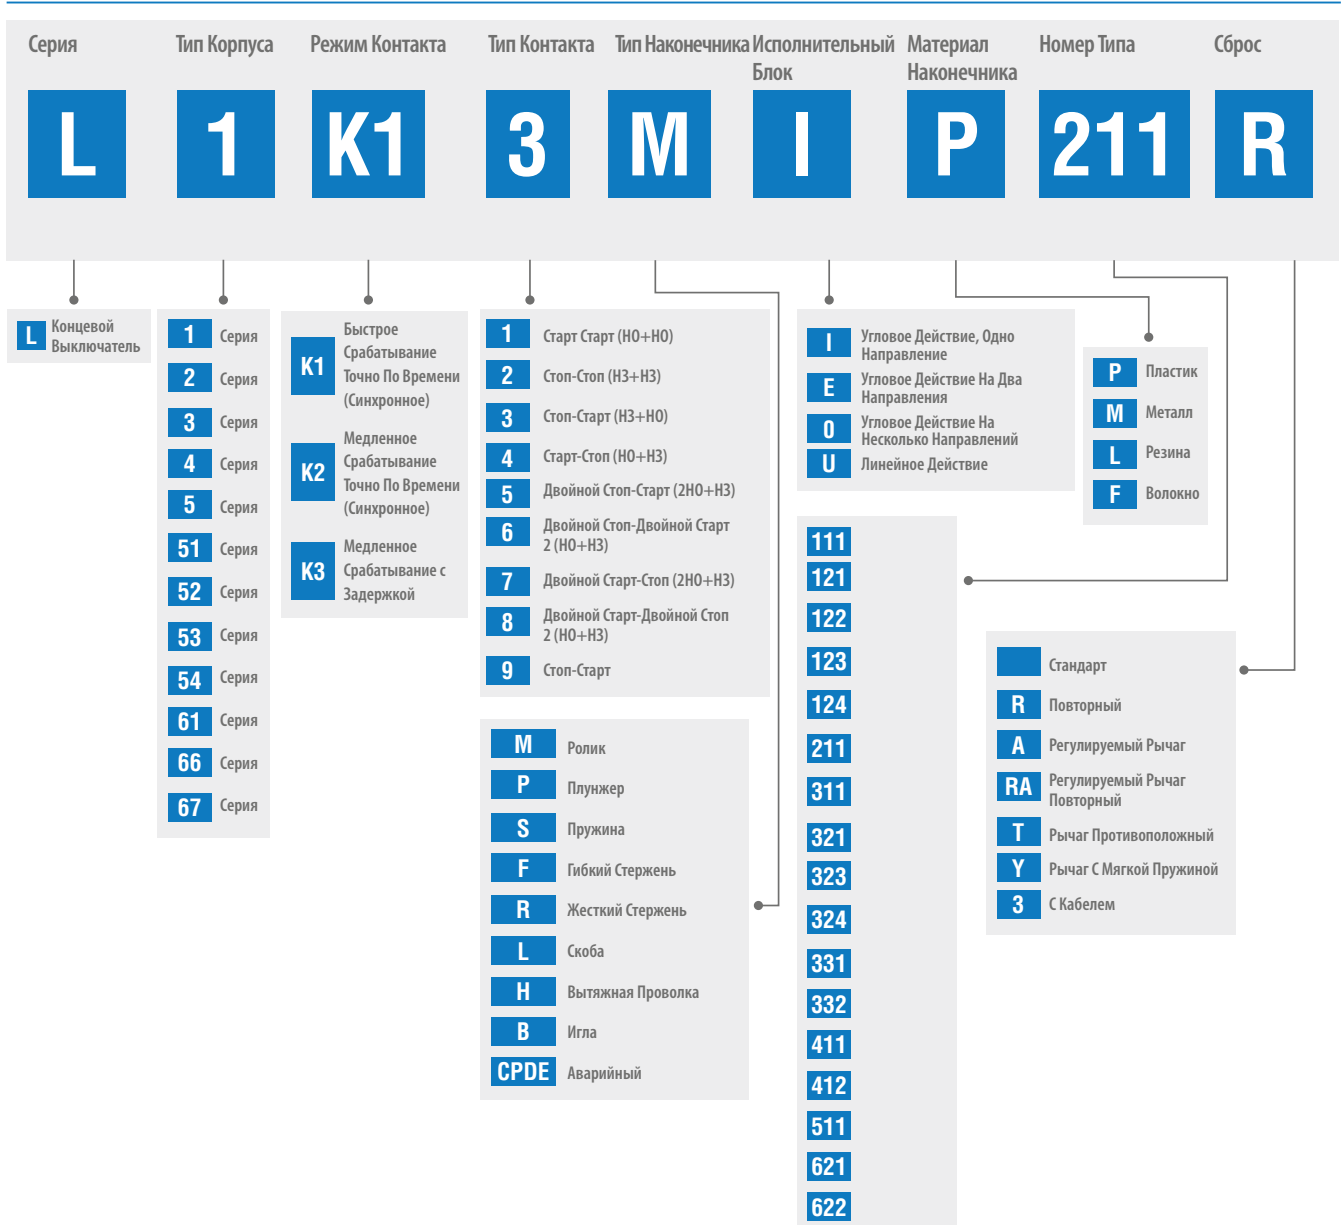 Серия
Тип Корпуса
Режим Контакта
Тип Контакта
Тип Наконечника
Исполнительный
Блок
Материал
Наконечника
Номер Типа
Сброс
L
1
K1
3
M
I
P
211
R
L
Концевой
Выключатель
1 Серия
2 Серия
3 Серия
4 Серия
5 Серия
51 Серия
52 Серия
53 Серия
54 Серия
61 Серия
66 Серия
67 Серия
K1
Быстрое
Срабатывание
Точно По Времени
(Синхронное)
K2
Медленное
Срабатывание
Точно По Времени
(Синхронное)
K3
Медленное
Срабатывание с
Задержкой
1 Старт Старт (НО+НО)
2 Стоп-Стоп (НЗ+НЗ)
3 Стоп-Старт (НЗ+НО)
4 Старт-Стоп (НО+НЗ)
5 Двойной Стоп-Старт (2НО+НЗ)
6 Двойной Стоп-Двойной Старт
2 (НО+НЗ)
7 Двойной Старт-Стоп (2НО+НЗ)
8 Двойной Старт-Двойной Стоп
2 (НО+НЗ)
9 Стоп-Старт
M Ролик
P Плунжер
S Пружина
F Гибкий Стержень
R Жесткий Стержень
L Скоба
H Вытяжная Проволка
B Игла
CPDE Аварийный
I Угловое Действие, Одно
Направление
E Угловое Действие На Два
Направления
0 Угловое Действие На
Несколько Направлений
U Линейное Действие
P Пластик
M Металл
L Резина
F Волокно
111
121
122
123
124
211
311
321
323
324
331
332
411
412
511
621
622
Стандарт
R Повторный
A Регулируемый Рычаг
RA Регулируемый Рычаг
Повторный
T Рычаг Противоположный
Y Рычаг С Мягкой Пружиной
3 С Кабелем